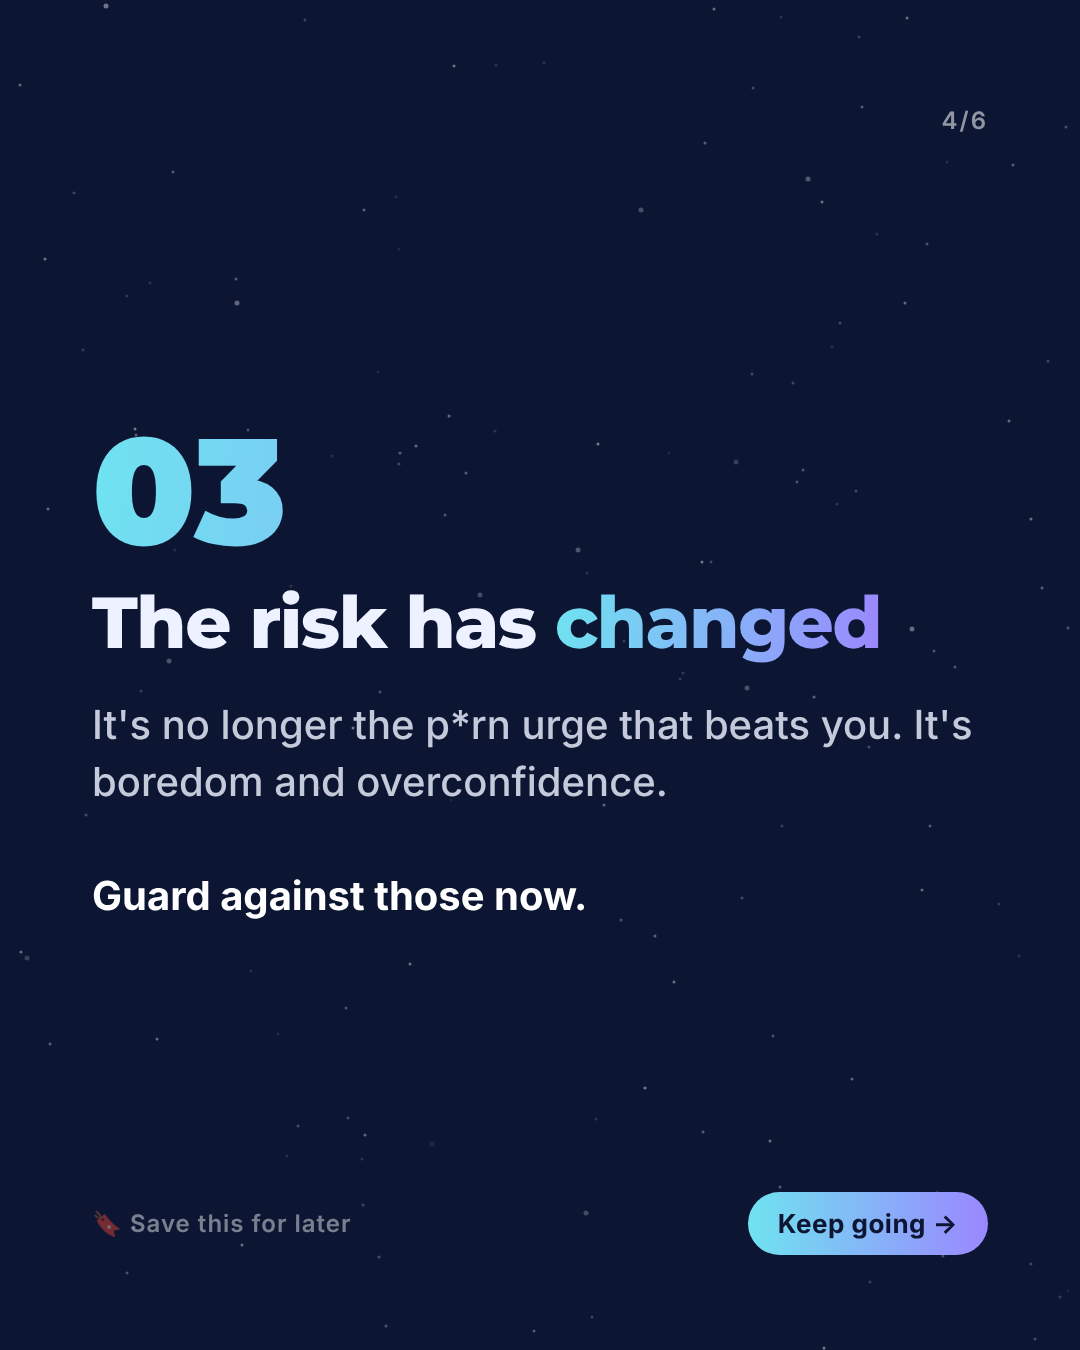 4/6
03
The risk has changed
It's no longer the p*rn urge that beats you. It's
boredom and overconfidence.
Guard against those now.
🔖 Save this for later
Keep going →